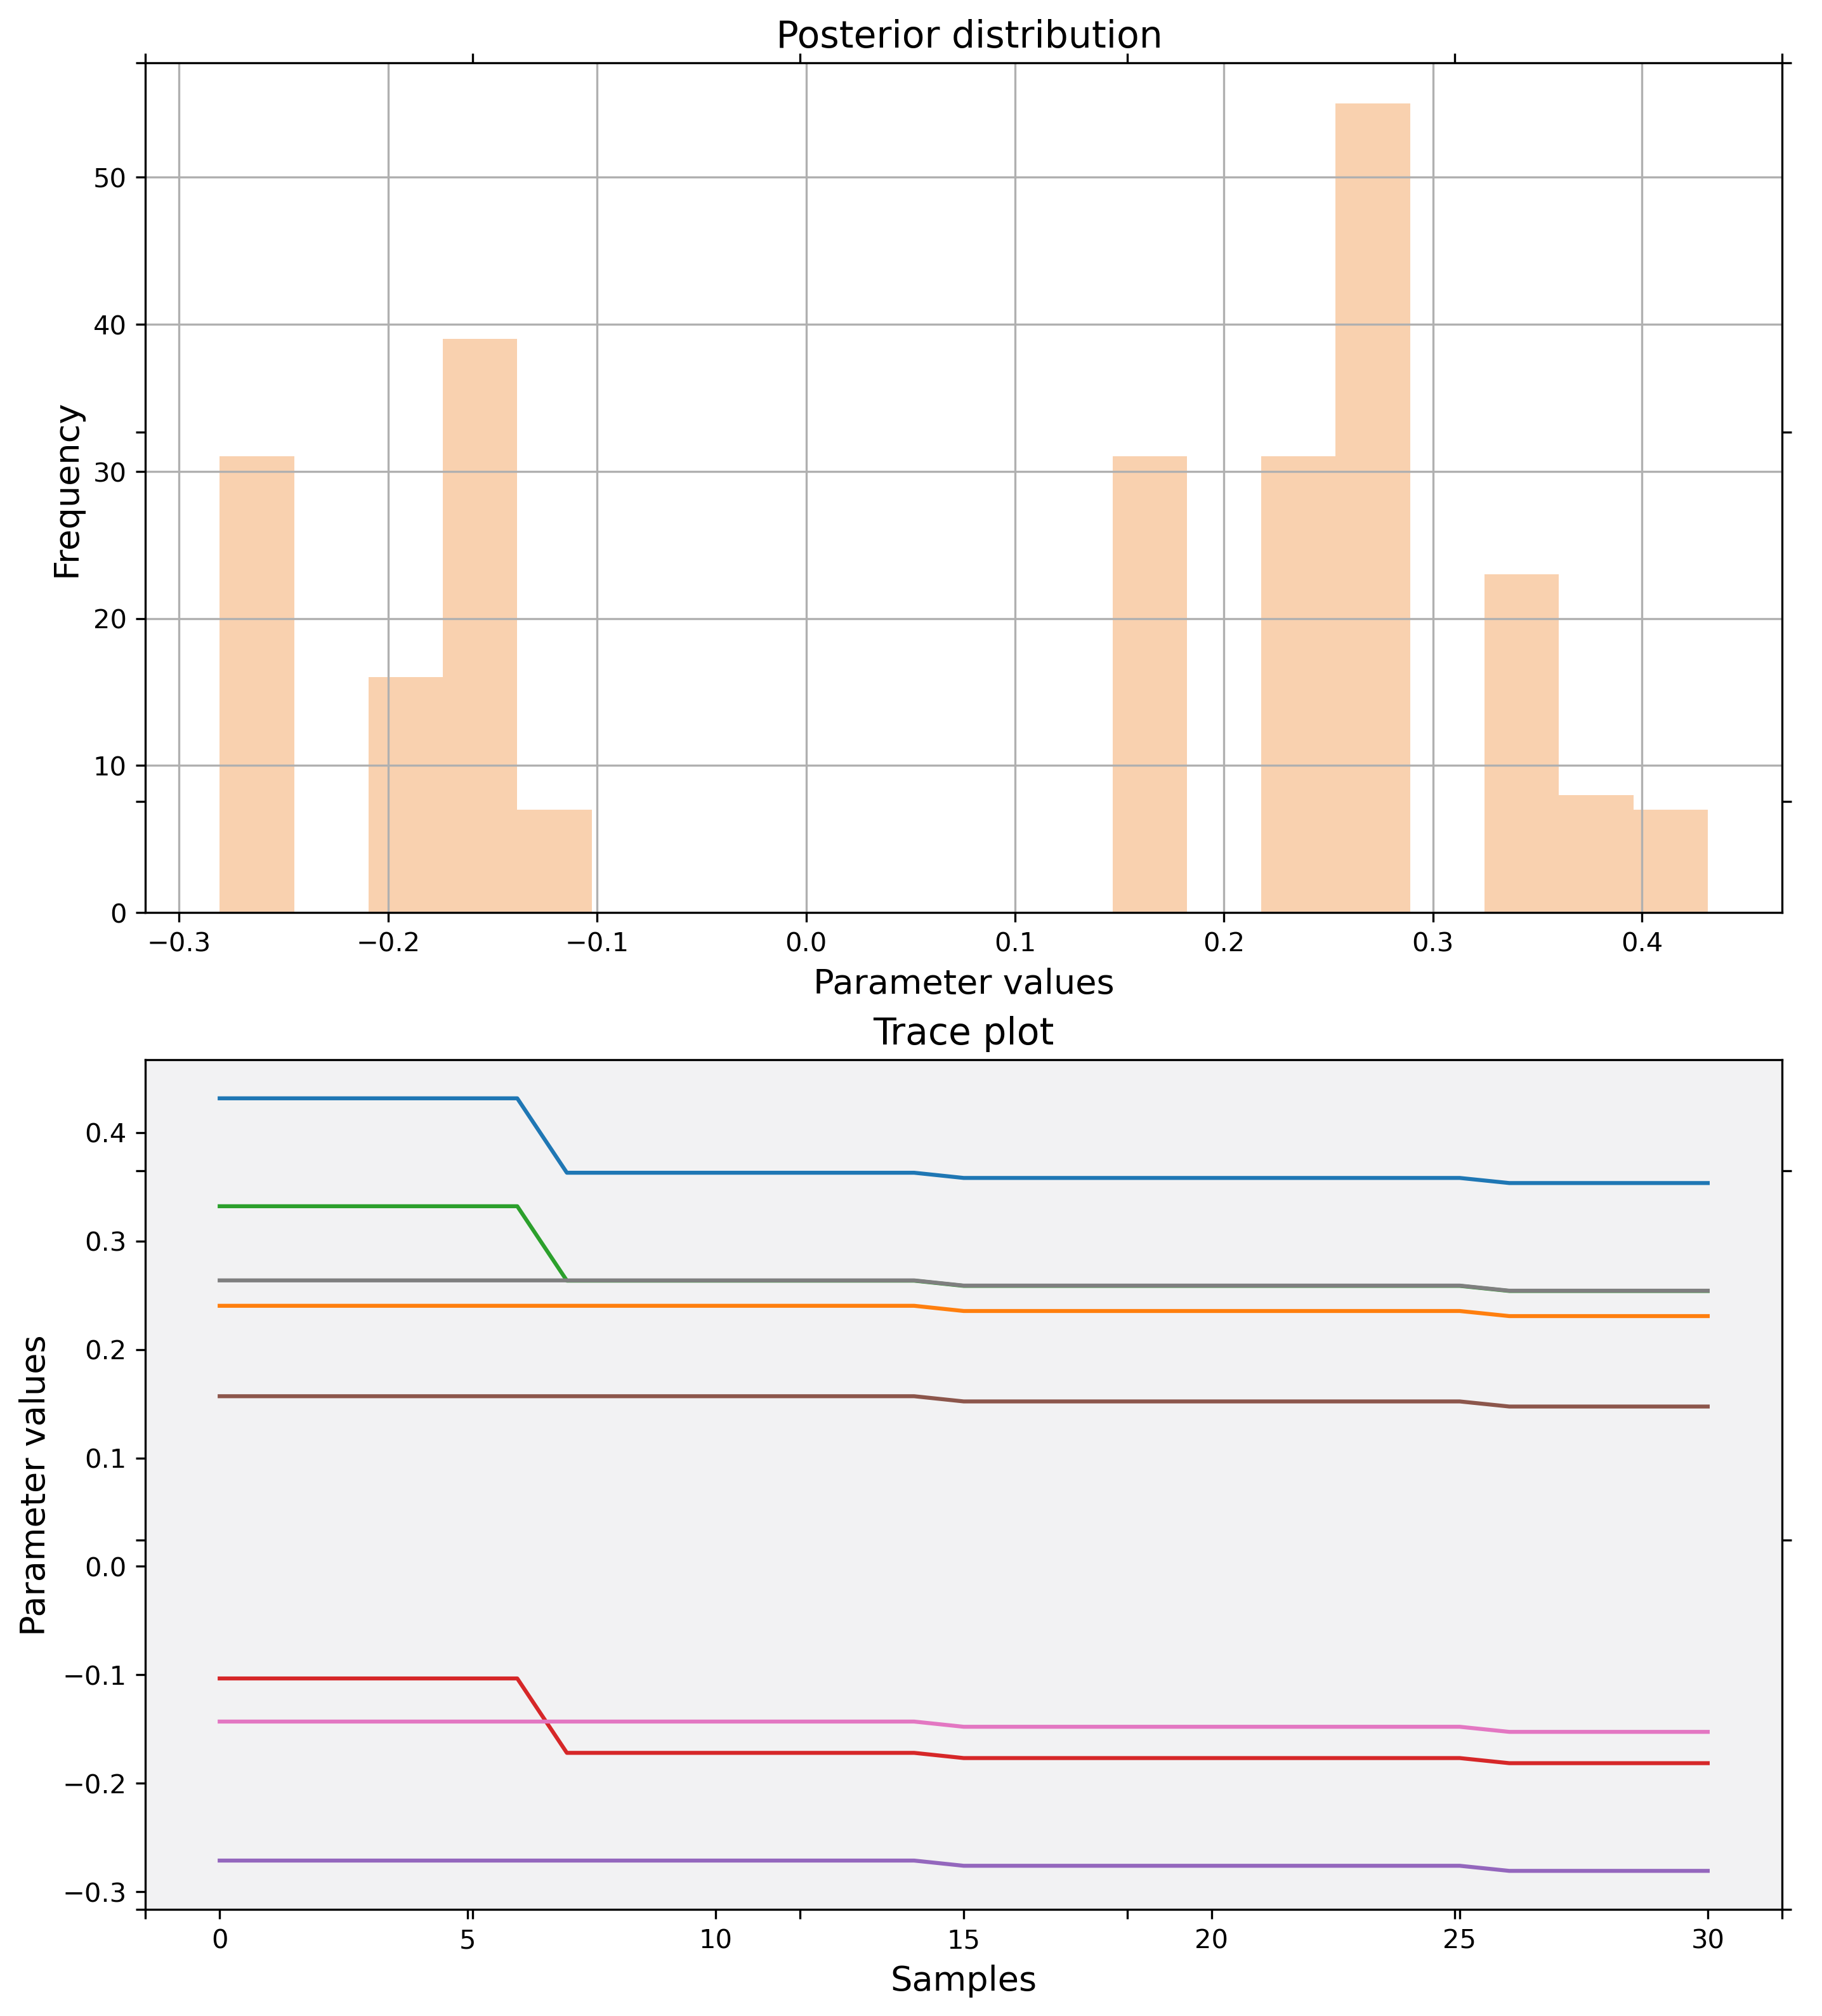 Posterior distribution
Frequency
50
40
30
20
10
0
−0.3 −0.2 −0.1 0.0 0.1 0.2 0.3 0.4
Parameter values
Trace plot
Parameter values
0.4
0.3
0.2
0.1
0.0
−0.1
−0.2
−0.3
0 5 10 15 20 25 30
Samples